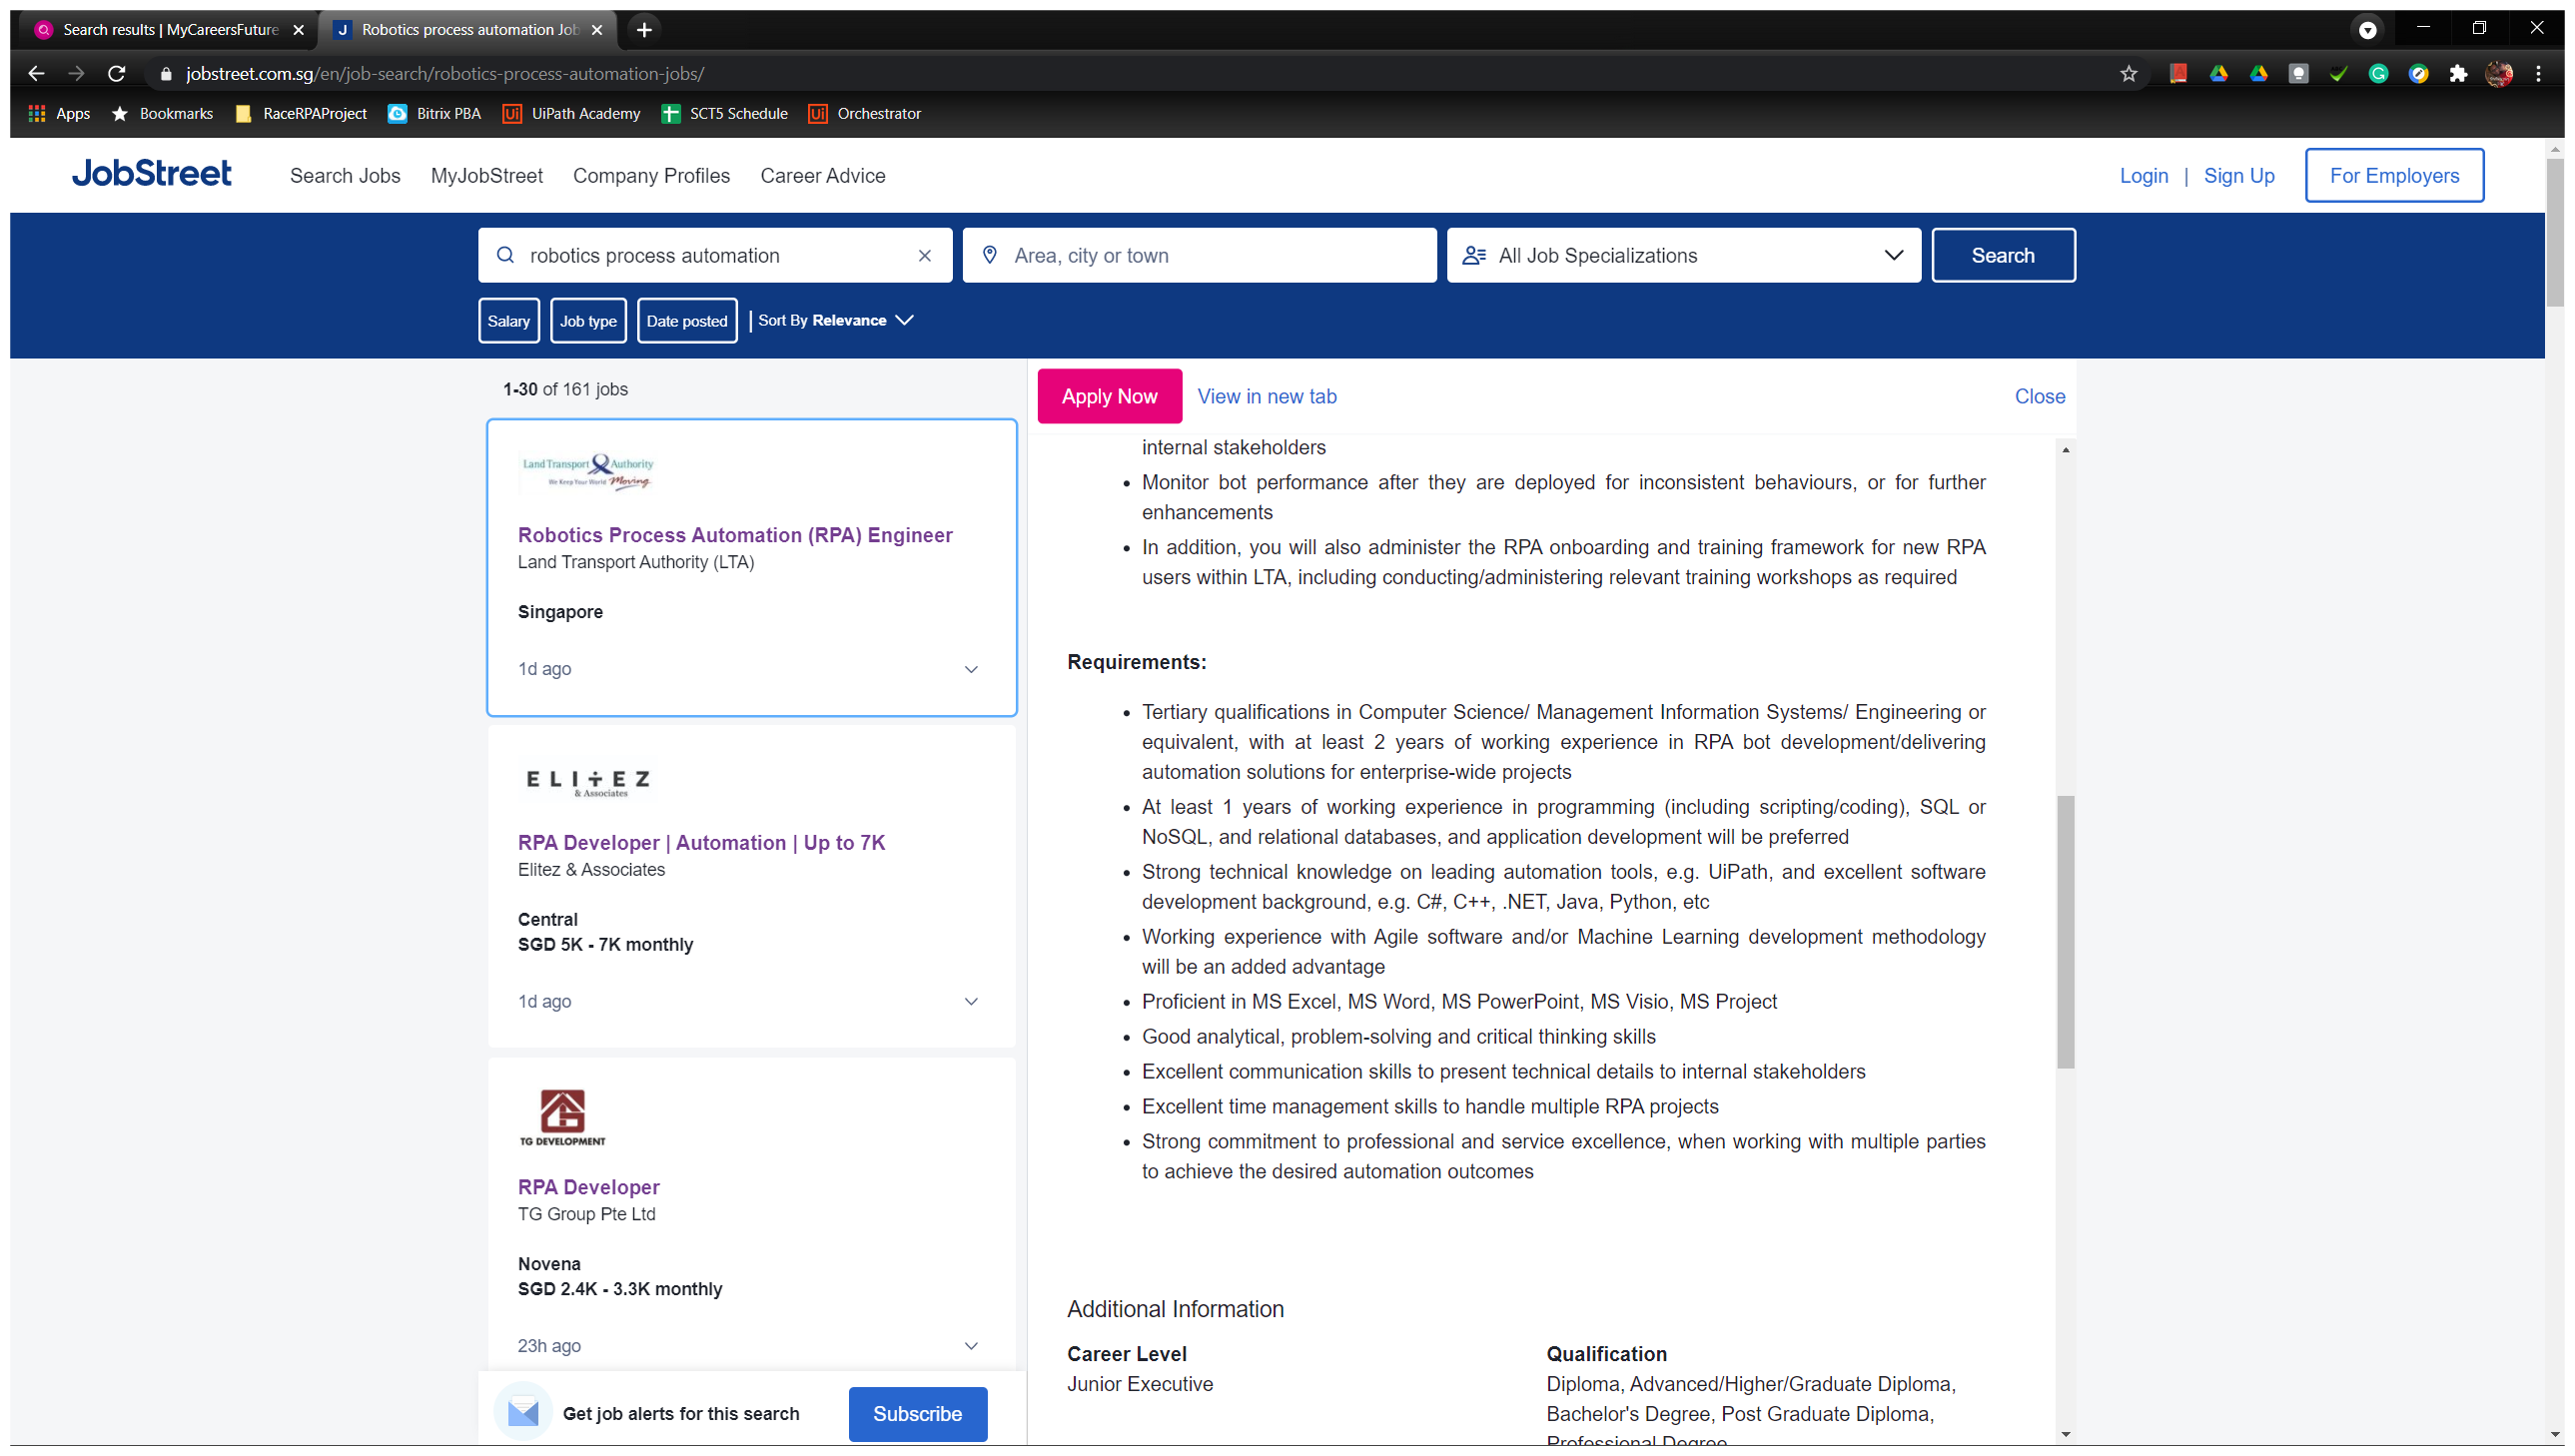 Search results | MyCareersFuture
Robotics process automation Job
jobstreet.com.sg/en/job-search/robotics-process-automation-jobs/
Apps
Bookmarks
RaceRPAProject
Bitrix PBA
UiPath Academy
SCT5 Schedule
Orchestrator
JobStreet
Search Jobs
MyJobStreet
Company Profiles
Career Advice
Login | Sign Up
For Employers
robotics process automation
Area, city or town
All Job Specializations
Search
Salary
Job type
Date posted
Sort By Relevance
1-30 of 161 jobs
Land Transport Authority
We Keep Your World Moving
Robotics Process Automation (RPA) Engineer
Land Transport Authority (LTA)
Singapore
1d ago
ELITEZ
& Associates
RPA Developer | Automation | Up to 7K
Elitez & Associates
Central
SGD 5K - 7K monthly
1d ago
TG DEVELOPMENT
RPA Developer
TG Group Pte Ltd
Novena
SGD 2.4K - 3.3K monthly
23h ago
Get job alerts for this search
Subscribe
Apply Now
View in new tab
Close
internal stakeholders
• Monitor bot performance after they are deployed for inconsistent behaviours, or for further
enhancements
• In addition, you will also administer the RPA onboarding and training framework for new RPA
users within LTA, including conducting/administering relevant training workshops as required
Requirements:
• Tertiary qualifications in Computer Science/ Management Information Systems/ Engineering or
equivalent, with at least 2 years of working experience in RPA bot development/delivering
automation solutions for enterprise-wide projects
• At least 1 years of working experience in programming (including scripting/coding), SQL or
NoSQL, and relational databases, and application development will be preferred
• Strong technical knowledge on leading automation tools, e.g. UiPath, and excellent software
development background, e.g. C#, C++, .NET, Java, Python, etc
• Working experience with Agile software and/or Machine Learning development methodology
will be an added advantage
• Proficient in MS Excel, MS Word, MS PowerPoint, MS Visio, MS Project
• Good analytical, problem-solving and critical thinking skills
• Excellent communication skills to present technical details to internal stakeholders
• Excellent time management skills to handle multiple RPA projects
• Strong commitment to professional and service excellence, when working with multiple parties
to achieve the desired automation outcomes
Additional Information
Career Level
Junior Executive
Qualification
Diploma, Advanced/Higher/Graduate Diploma,
Bachelor's Degree, Post Graduate Diploma,
Professional Degree